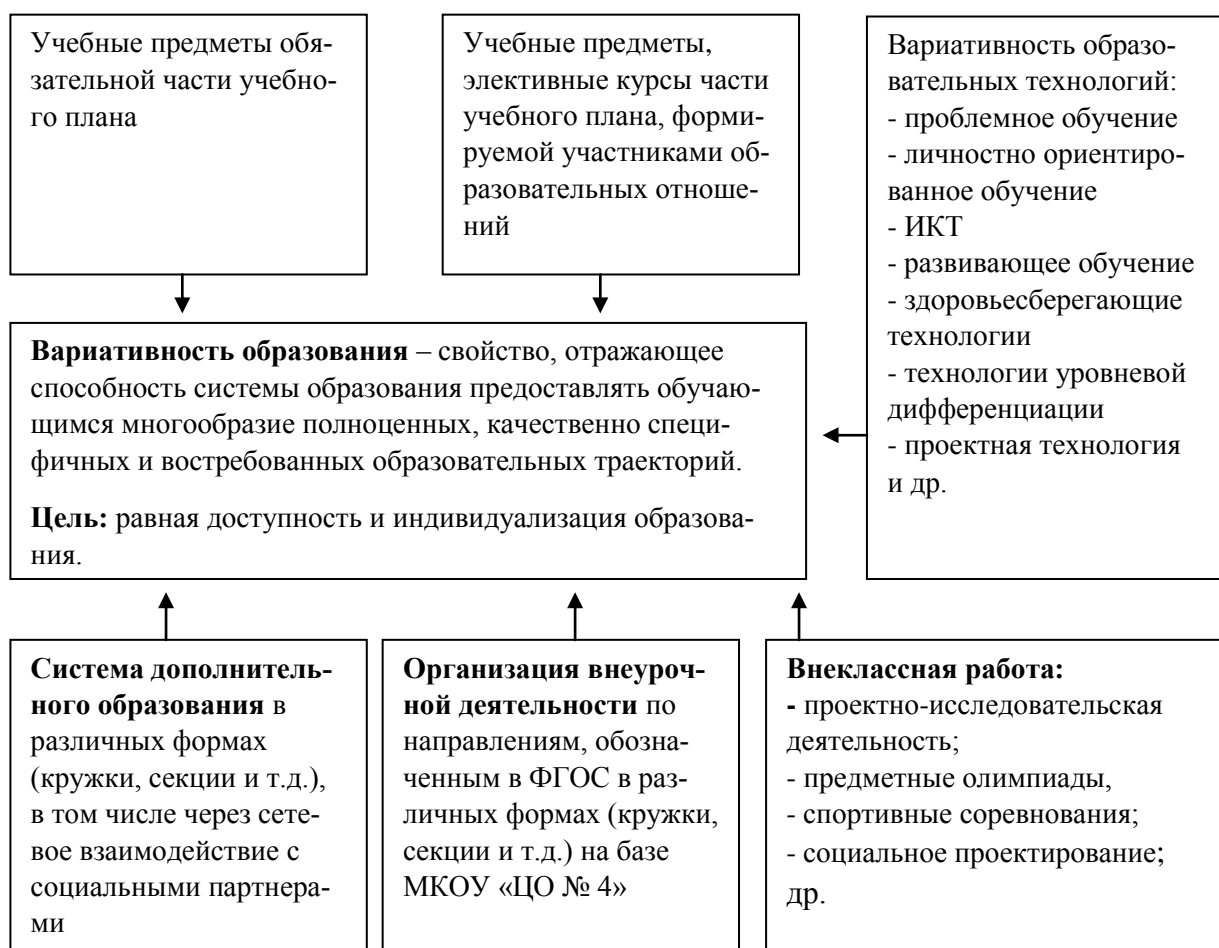 Учебные предметы обя-
зательной части учебно-
го плана
Учебные предметы,
элективные курсы части
учебного плана, форми-
руемой участниками об-
разовательных отноше-
ний
Вариативность образо-
вательных технологий:
- проблемное обучение
- личностно ориентиро-
ванное обучение
- ИКТ
- развивающее обучение
- здоровьесберегающие
технологии
- технологии уровневой
дифференциации
- проектная технология
и др.
Вариативность образования – свойство, отражающее
способность системы образования предоставлять обучаю-
щимся многообразие полноценных, качественно специ-
фичных и востребованных образовательных траекторий.
Цель: равная доступность и индивидуализация образова-
ния.
Система дополнитель-
ного образования в
различных формах
(кружки, секции и т.д.),
в том числе через сете-
вое взаимодействие с
социальными партнера-
ми
Организация внеуроч-
ной деятельности по
направлениям, обозна-
ченным в ФГОС в раз-
личных формах (кружки,
секции и т.д.) на базе
МКОУ «ЦО № 4»
Внеклассная работа:
- проектно-исследовательская
деятельность;
- предметные олимпиады,
- спортивные соревнования;
- социальное проектирование;
др.